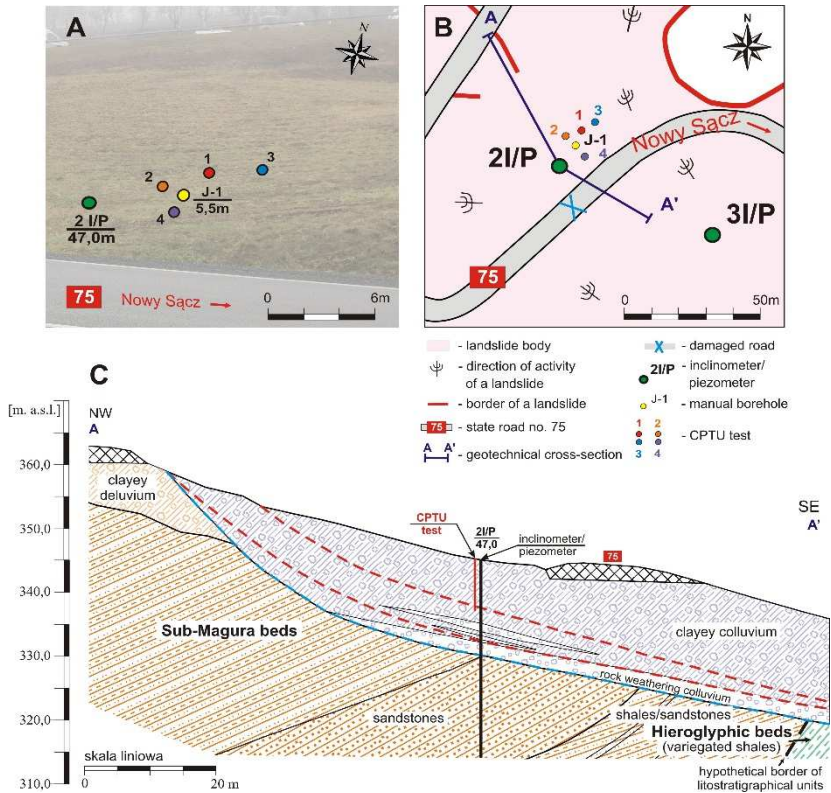 A
N
1
3
2
J-1
5,5m
4
2 I/P
47,0m
75 Nowy Sącz
0 6m
B
A
N
1
3
2
J-1
4
Nowy Sącz
2I/P
A'
3I/P
75
0 50m
- landslide body
- direction of activity
of a landslide
- border of a landslide
75 - state road no. 75
A A' - geotechnical cross-section
- damaged road
2I/P - inclinometer/
piezometer
J-1 - manual borehole
1 2
- CPTU test
3 4
C
[m. a.s.l.]
NW
A
360,0
350,0
340,0
330,0
320,0
310,0
clayey
deluvium
CPTU
test
2I/P
47,0
inclinometer/
piezometer
75
SE
A'
Sub-Magura beds
clayey colluvium
rock weathering colluvium
sandstones
shales/sandstones
Hieroglyphic beds
(variegated shales)
skala liniowa
0 20 m
hypothetical border of
litostratigraphical units